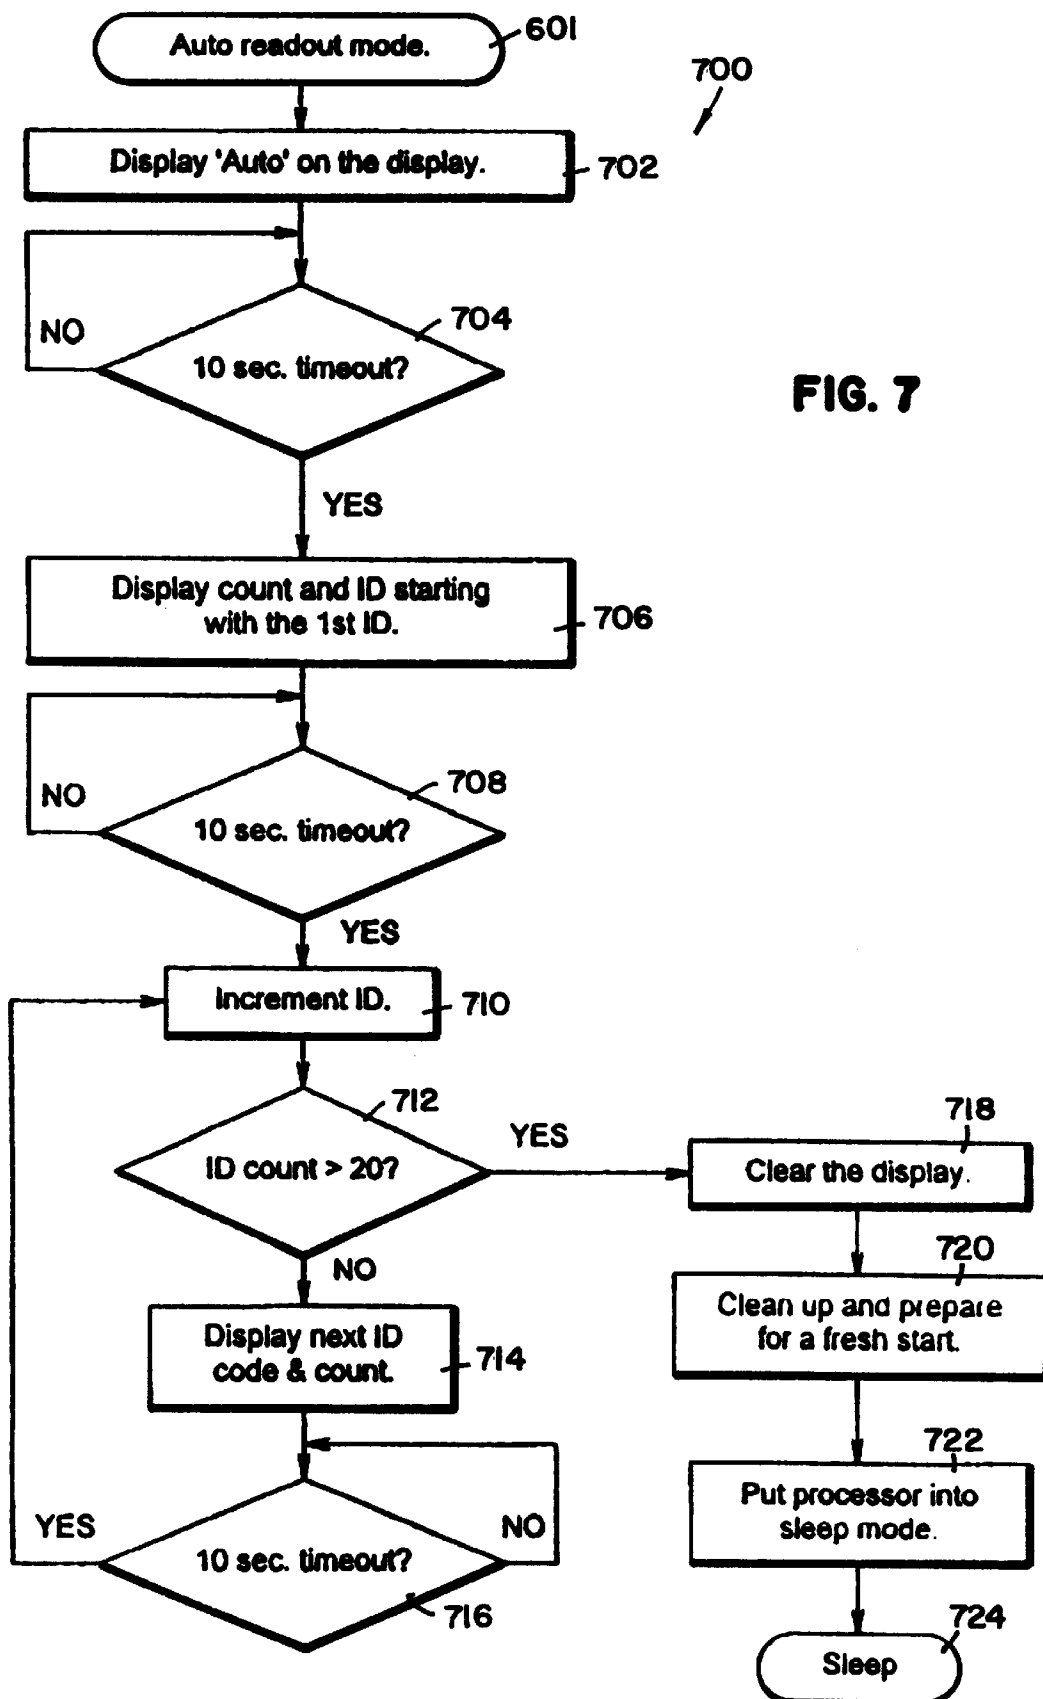 Auto readout mode.
601
700
Display 'Auto' on the display.
702
NO
704
10 sec. timeout?
FIG. 7
YES
Display count and ID starting
with the 1st ID.
706
NO
708
10 sec. timeout?
YES
Increment ID.
710
712
ID count > 20?
YES
718
Clear the display.
NO
720
Clean up and prepare
for a fresh start.
Display next ID
code & count.
714
722
Put processor into
sleep mode.
YES
NO
10 sec. timeout?
716
724
Sleep